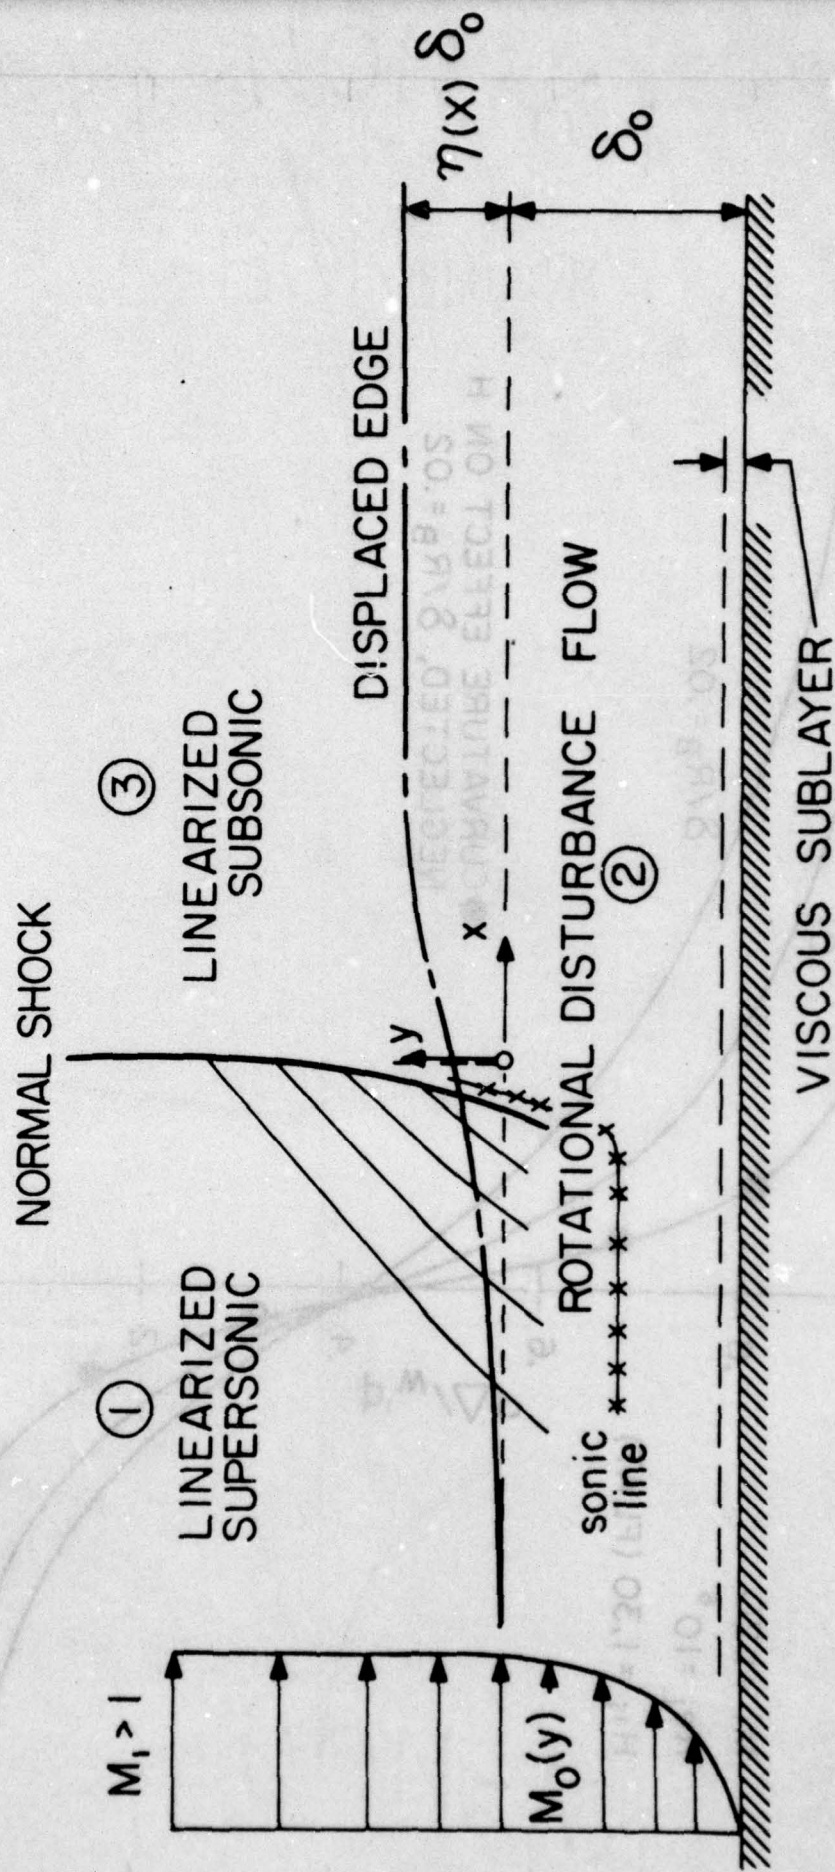 NORMAL SHOCK
①
LINEARIZED
SUPERSONIC
③
LINEARIZED
SUBSONIC
M₁ > 1
DISPLACED EDGE
η(x) δ₀
y
x
M₀(y)
δ₀
ROTATIONAL DISTURBANCE FLOW
②
sonic
line
VISCOUS SUBLAYER